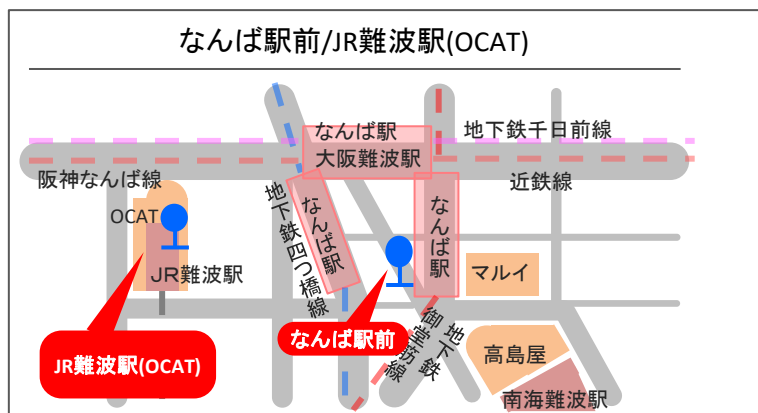 なんば駅前/JR難波駅(OCAT)
なんば駅
大阪難波駅
地下鉄千日前線
阪神なんば線
近鉄線
OCAT
JR難波駅
地下鉄四つ橋線
なんば駅
なんば駅
マルイ
なんば駅前
地下鉄
御堂筋線
JR難波駅(OCAT)
高島屋
南海難波駅